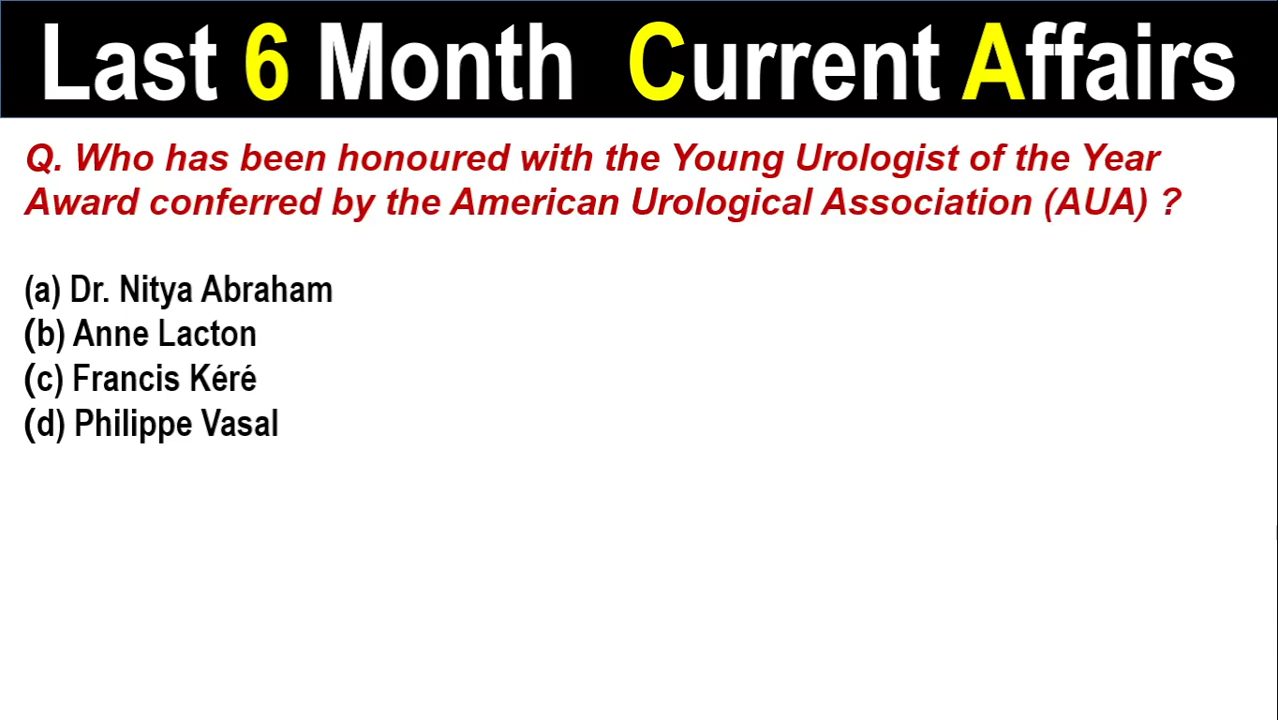 Last 6 Month Current Affairs
Q. Who has been honoured with the Young Urologist of the Year
Award conferred by the American Urological Association (AUA) ?
(a) Dr. Nitya Abraham
(b) Anne Lacton
(c) Francis Kéré
(d) Philippe Vasal